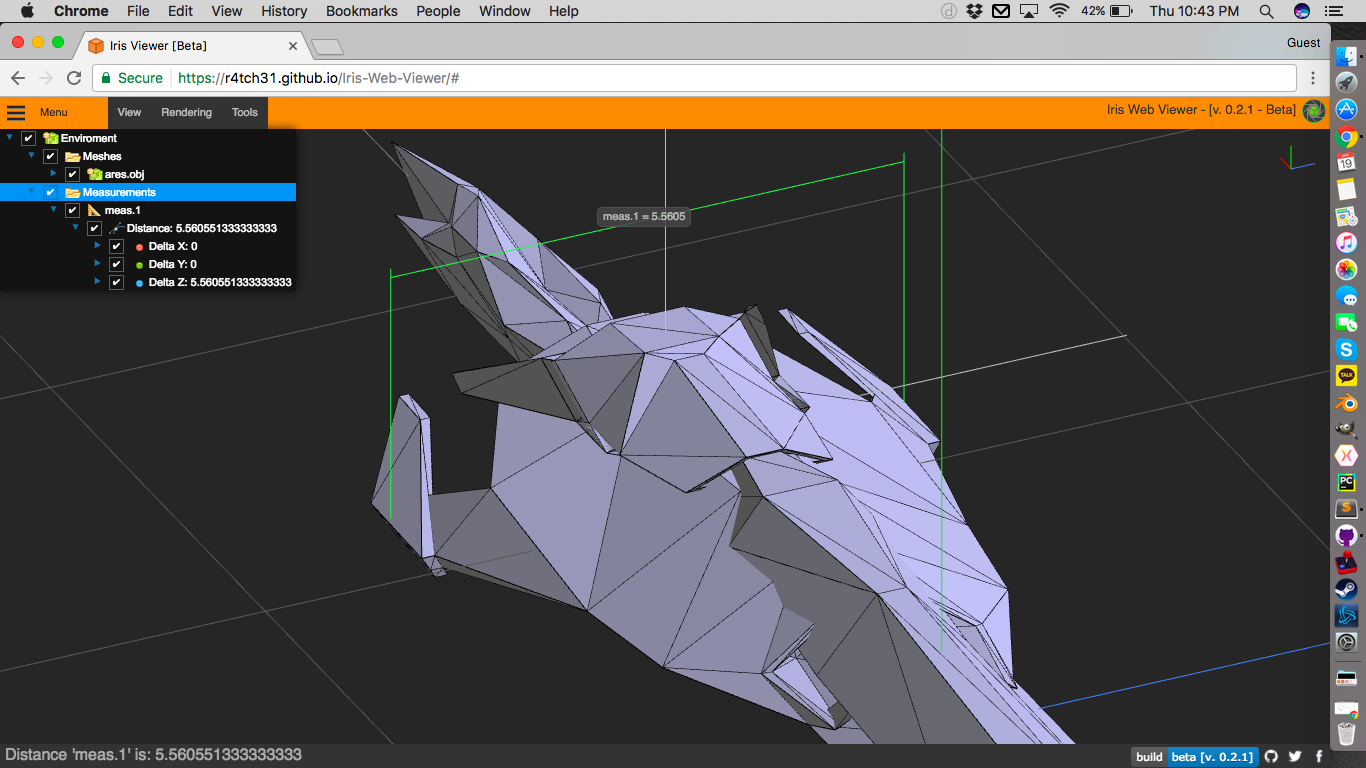 Chrome File Edit View History Bookmarks People Window Help 42% Thu 10:43 PM
Iris Viewer [Beta] Guest
Secure https://r4tch31.github.io/Iris-Web-Viewer/#
Menu View Rendering Tools Iris Web Viewer - [v. 0.2.1 - Beta]
Enviroment
Meshes
ares.obj
Measurements
meas.1
Distance: 5.560551333333333
Delta X: 0
Delta Y: 0
Delta Z: 5.560551333333333
meas.1 = 5.5605
19
TALK
PC
S
Distance 'meas.1' is: 5.560551333333333
build beta [v. 0.2.1]